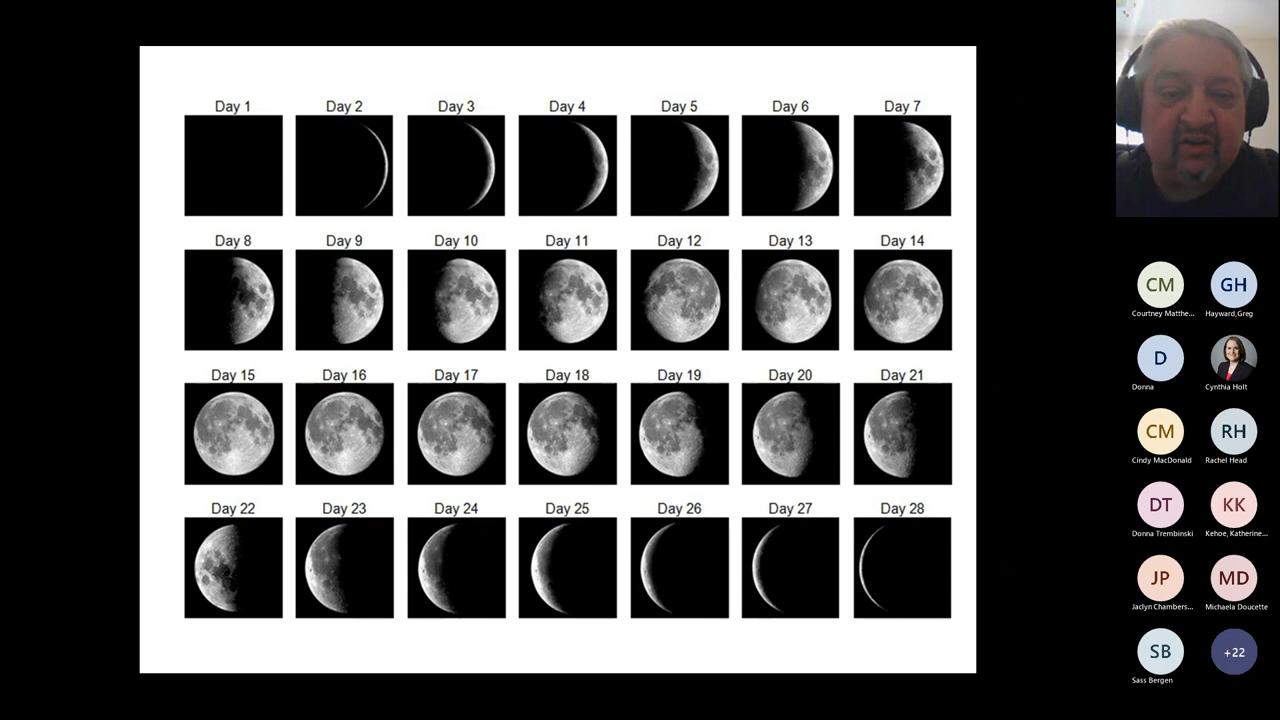 Day 1 Day 2 Day 3 Day 4 Day 5 Day 6 Day 7
Day 8 Day 9 Day 10 Day 11 Day 12 Day 13 Day 14
Day 15 Day 16 Day 17 Day 18 Day 19 Day 20 Day 21
Day 22 Day 23 Day 24 Day 25 Day 26 Day 27 Day 28
CM GH
Courtney Matthe... Hayward,Greg
D
Donna Cynthia Holt
CM RH
Cindy MacDonald Rachel Head
DT KK
Donna Trembinski Kehoe, Katherine...
JP MD
Jaclyn Chambers... Michaela Doucette
SB +22
Sass Bergen